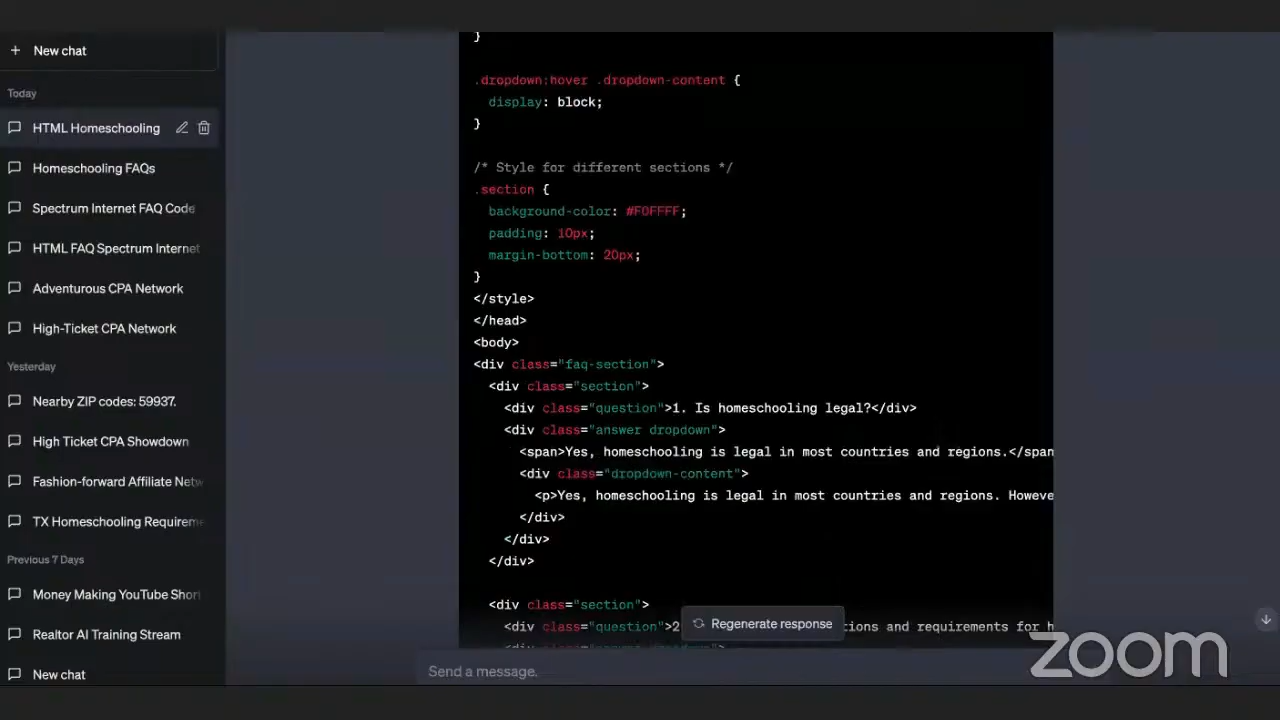 New chat
Today
HTML Homeschooling
Homeschooling FAQs
Spectrum Internet FAQ Code
HTML FAQ Spectrum Internet
Adventurous CPA Network
High-Ticket CPA Network
Yesterday
Nearby ZIP codes: 59937.
High Ticket CPA Showdown
Fashion-forward Affiliate Netw
TX Homeschooling Requireme
Previous 7 Days
Money Making YouTube Shor
Realtor AI Training Stream
New chat
}
.dropdown:hover .dropdown-content {
display: block;
}
/* Style for different sections */
.section {
background-color: #F0FFFF;
padding: 10px;
margin-bottom: 20px;
}
</style>
</head>
<body>
<div class="faq-section">
<div class="section">
<div class="question">1. Is homeschooling legal?</div>
<div class="answer dropdown">
<span>Yes, homeschooling is legal in most countries and regions.</span
<div class="dropdown-content">
<p>Yes, homeschooling is legal in most countries and regions. Howeve
</div>
</div>
</div>
<div class="section">
<div class="question">2 tions and requirements for h
Regenerate response
Send a message.
zoom